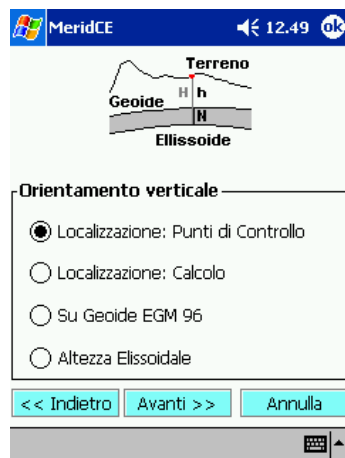 MeridCE 12.49 ok
Terreno
H h
Geoide
N
Ellissoide
Orientamento verticale
Localizzazione: Punti di Controllo
Localizzazione: Calcolo
Su Geoide EGM 96
Altezza Elissoidale
<< Indietro Avanti >> Annulla